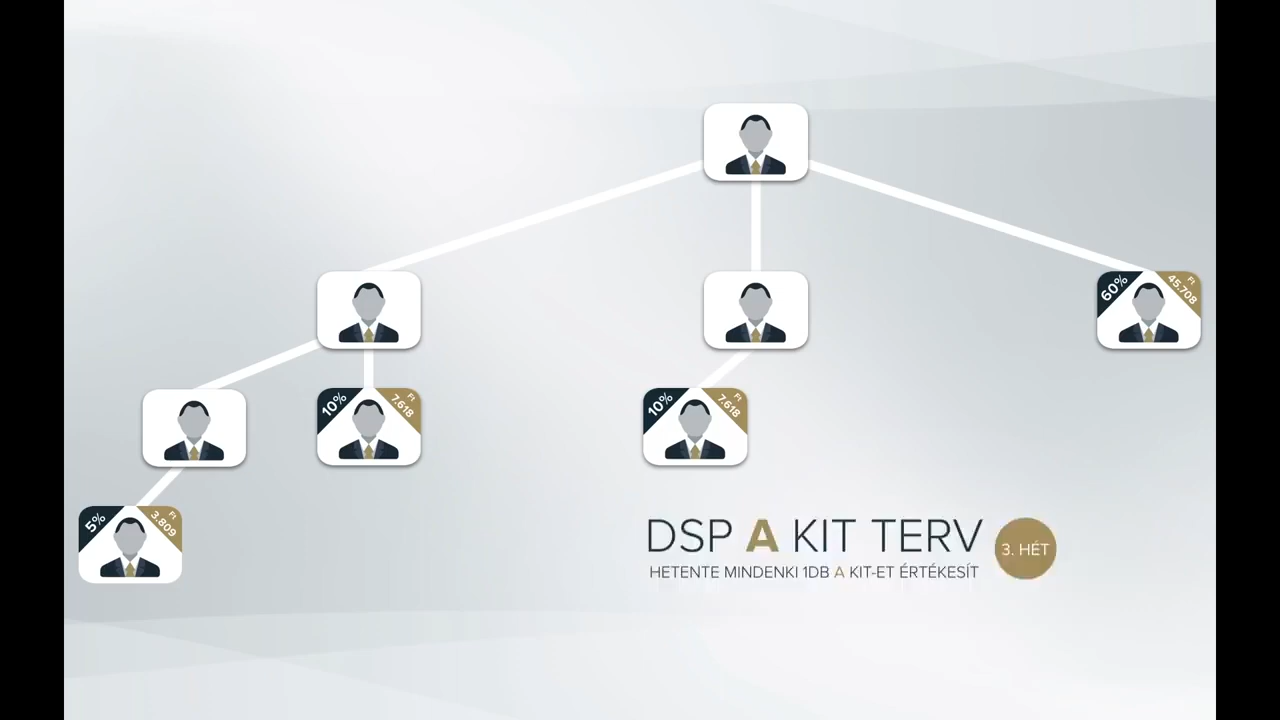 60%
45.708 Ft
10%
7.618 Ft
10%
7.618 Ft
5%
3.809 Ft
DSP A KIT TERV
3. HÉT
HETENTE MINDENKI 1DB A KIT-ET ÉRTÉKESÍT